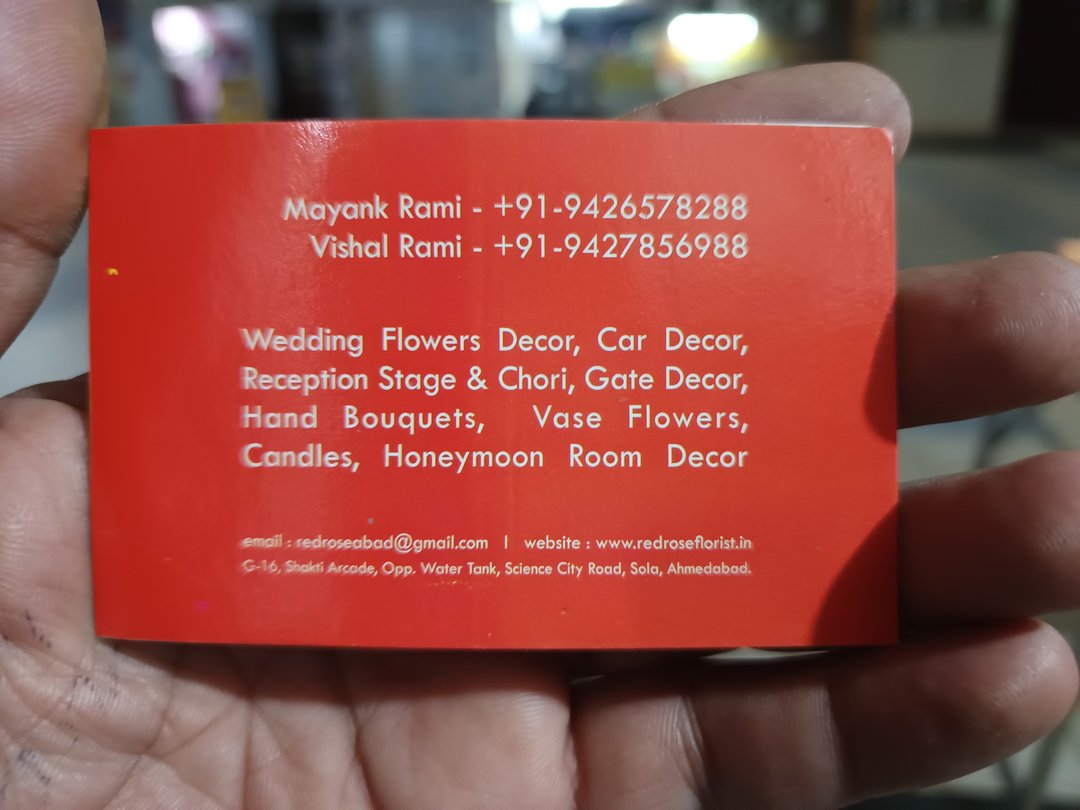 Mayank Rami - +91-9426578288
Vishal Rami - +91-9427856988
Wedding Flowers Decor, Car Decor,
Reception Stage & Chori, Gate Decor,
Hand Bouquets, Vase Flowers,
Candles, Honeymoon Room Decor
email : redroseabad@gmail.com | website : www.redroseflorist.in
G-16, Shakti Arcade, Opp. Water Tank, Science City Road, Sola, Ahmedabad.